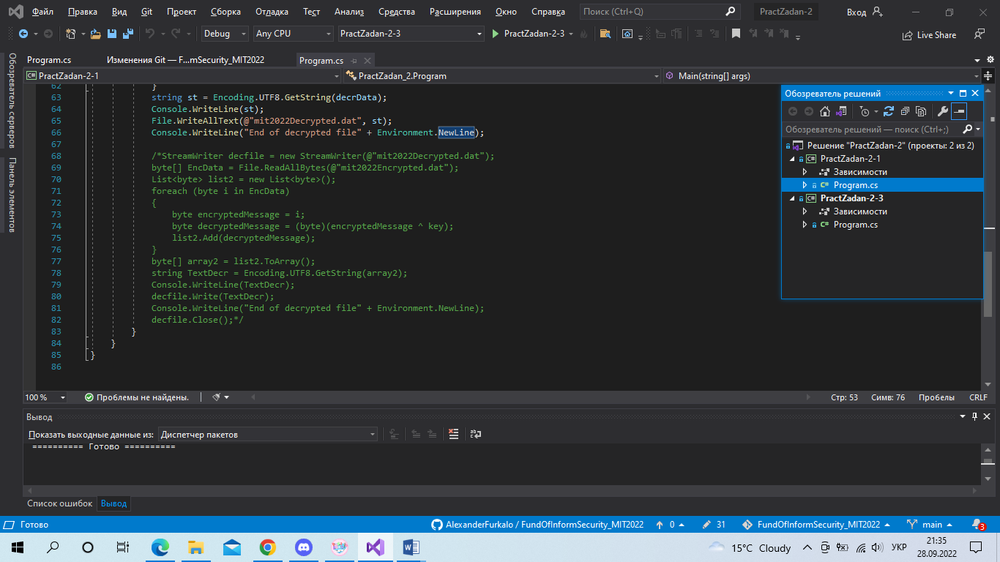 Файл Правка Вид Git Проект Сборка Отладка Тест Анализ Средства Расширения Окно Справка Поиск (Ctrl+Q) PractZadan-2 Вход
Debug Any CPU PractZadan-2-3 PractZadan-2-3 Live Share
Обозреватель серверов
Панель элементов
Program.cs Изменения Git — F...mSecurity_MIT2022 Program.cs
PractZadan-2-1 PractZadan_2.Program Main(string[] args)
62 }
63 string st = Encoding.UTF8.GetString(decrData);
64 Console.WriteLine(st);
65 File.WriteAllText(@"mit2022Decrypted.dat", st);
66 Console.WriteLine("End of decrypted file" + Environment.NewLine);
67
68 /*StreamWriter decfile = new StreamWriter(@"mit2022Decrypted.dat");
69 byte[] EncData = File.ReadAllBytes(@"mit2022Encrypted.dat");
70 List<byte> list2 = new List<byte>();
71 foreach (byte i in EncData)
72 {
73 byte encryptedMessage = i;
74 byte decryptedMessage = (byte)(encryptedMessage ^ key);
75 list2.Add(decryptedMessage);
76 }
77 byte[] array2 = list2.ToArray();
78 string TextDecr = Encoding.UTF8.GetString(array2);
79 Console.WriteLine(TextDecr);
80 decfile.Write(TextDecr);
81 Console.WriteLine("End of decrypted file" + Environment.NewLine);
82 decfile.Close();*/
83 }
84 }
85 }
86
Обозреватель решений
Обозреватель решений — поиск (Ctrl+;)
Решение "PractZadan-2" (проекты: 2 из 2)
PractZadan-2-1
Зависимости
C# Program.cs
PractZadan-2-3
Зависимости
C# Program.cs
100 % Проблемы не найдены. Стр: 53 Симв: 76 Пробелы CRLF
Вывод
Показать выходные данные из: Диспетчер пакетов
========== Готово ==========
Список ошибок Вывод
Готово AlexanderFurkalo / FundOfInformSecurity_MIT2022 0 31 FundOfInformSecurity_MIT2022 main 3
15°C Cloudy УКР 21:35
28.09.2022